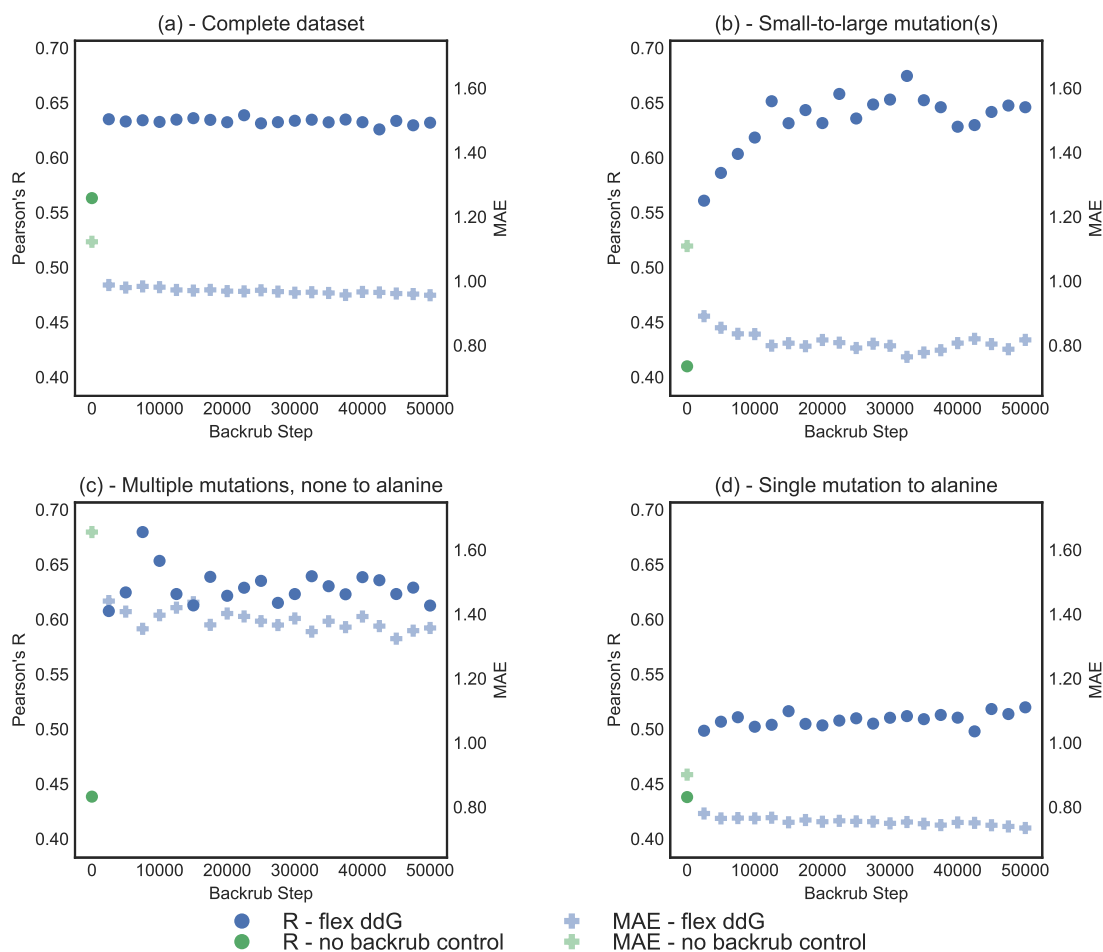 (a) - Complete dataset
0.70
0.65
0.60
0.55
0.50
0.45
0.40
Pearson's R
1.60
1.40
1.20
1.00
0.80
MAE
0 10000 20000 30000 40000 50000
Backrub Step
(b) - Small-to-large mutation(s)
0.70
0.65
0.60
0.55
0.50
0.45
0.40
Pearson's R
1.60
1.40
1.20
1.00
0.80
MAE
0 10000 20000 30000 40000 50000
Backrub Step
(c) - Multiple mutations, none to alanine
0.70
0.65
0.60
0.55
0.50
0.45
0.40
Pearson's R
1.60
1.40
1.20
1.00
0.80
MAE
0 10000 20000 30000 40000 50000
Backrub Step
(d) - Single mutation to alanine
0.70
0.65
0.60
0.55
0.50
0.45
0.40
Pearson's R
1.60
1.40
1.20
1.00
0.80
MAE
0 10000 20000 30000 40000 50000
Backrub Step
R - flex ddG
R - no backrub control
MAE - flex ddG
MAE - no backrub control